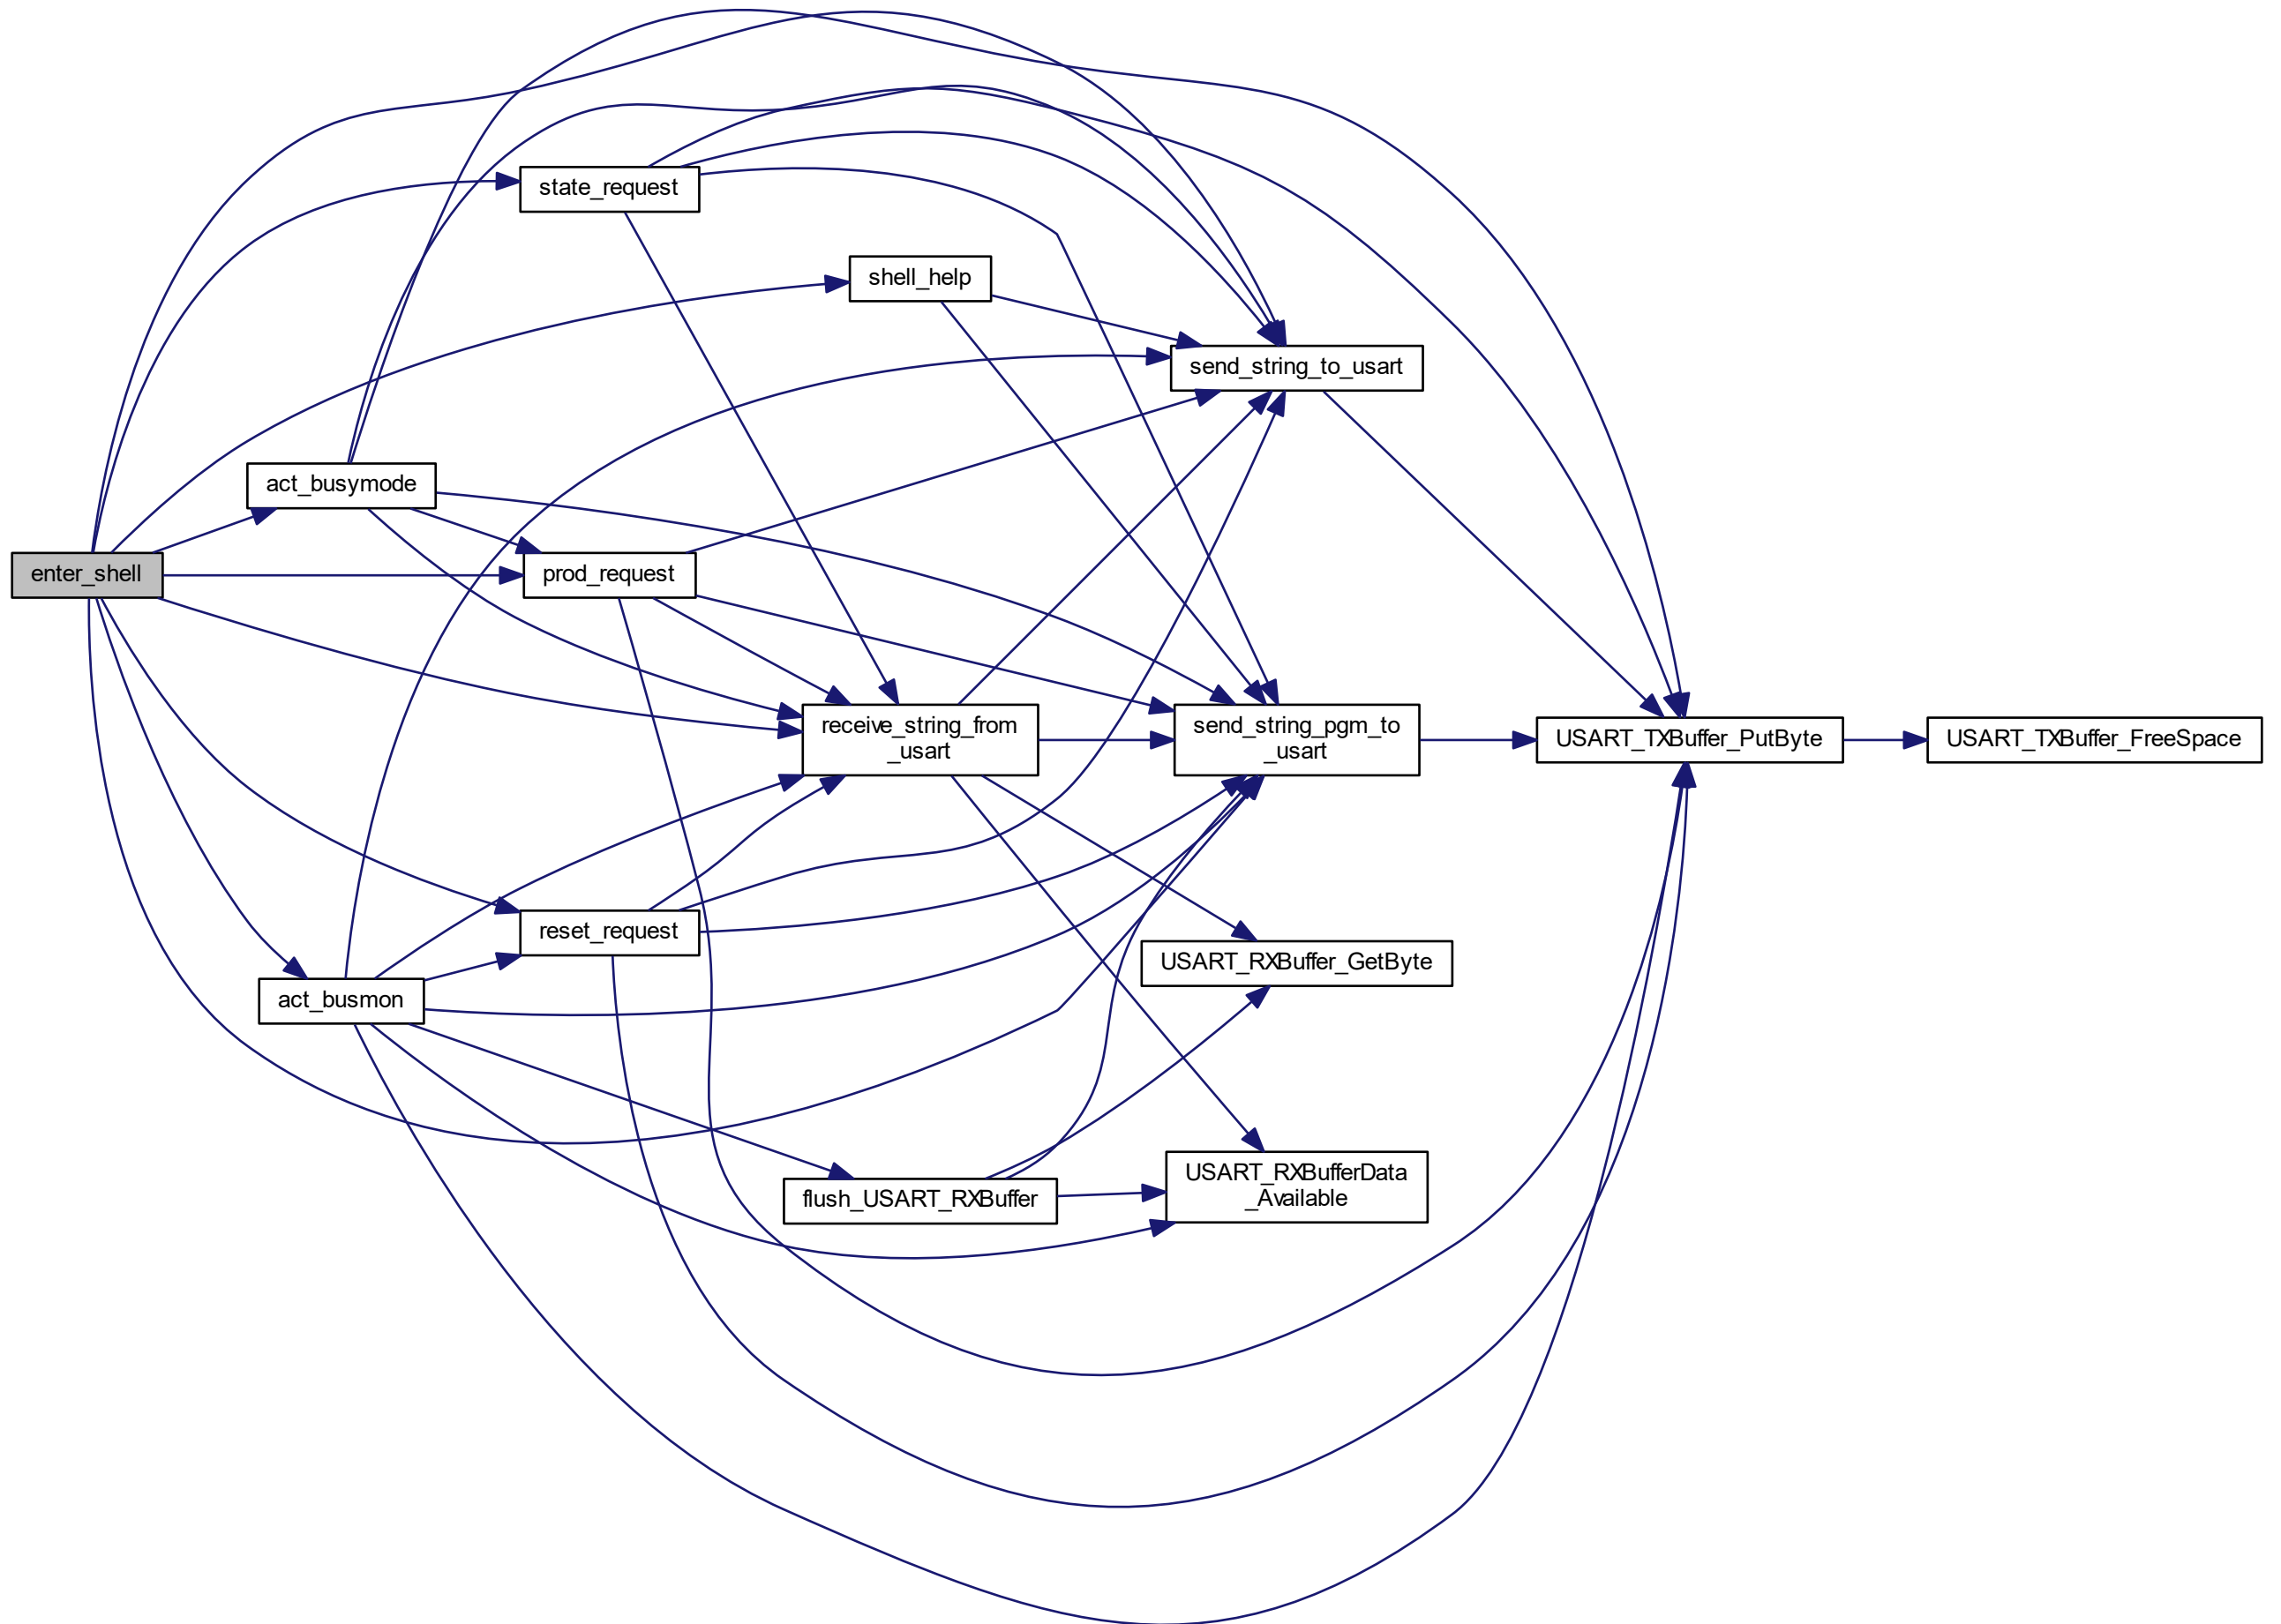 state_request
shell_help
send_string_to_usart
act_busymode
enter_shell
prod_request
receive_string_from
_usart
send_string_pgm_to
_usart
USART_TXBuffer_PutByte
USART_TXBuffer_FreeSpace
reset_request
USART_RXBuffer_GetByte
act_busmon
flush_USART_RXBuffer
USART_RXBufferData
_Available